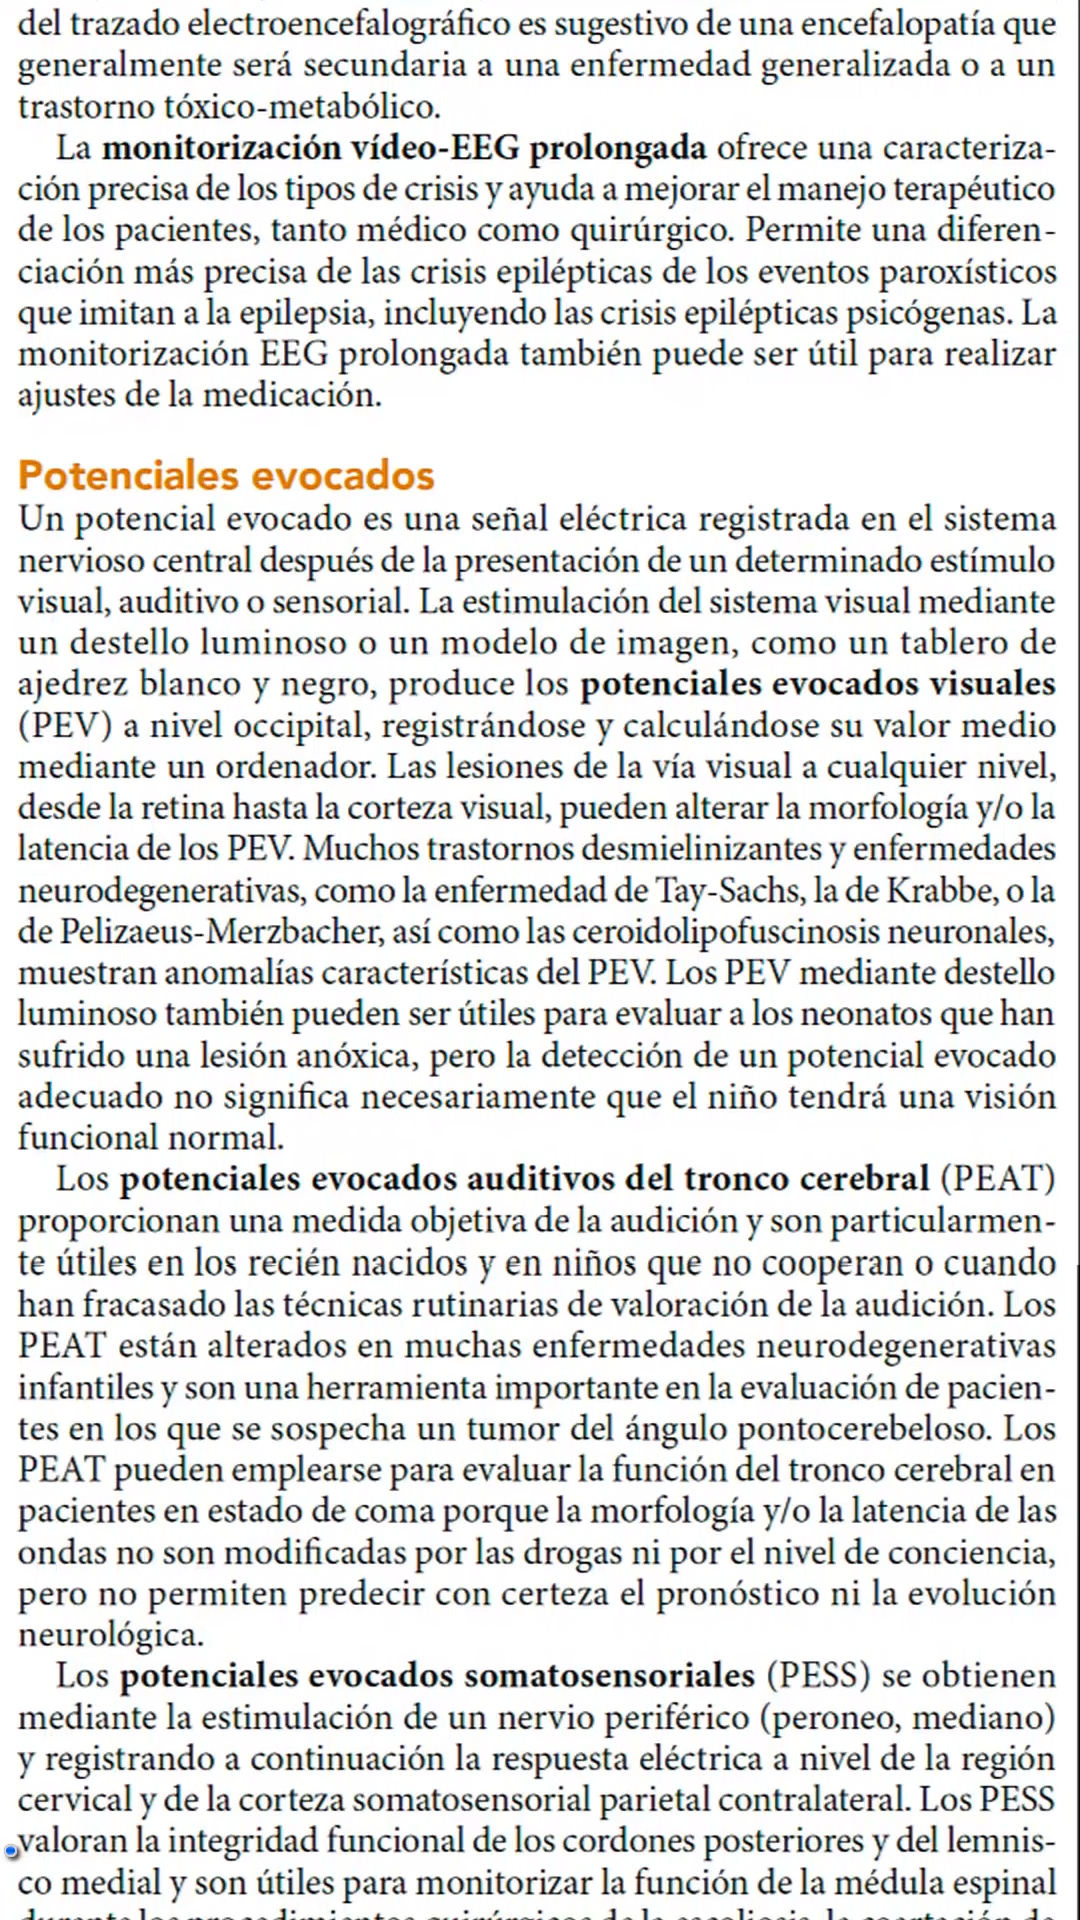 del trazado electroencefalográfico es sugestivo de una encefalopatía que
generalmente será secundaria a una enfermedad generalizada o a un
trastorno tóxico-metabólico.
La monitorización vídeo-EEG prolongada ofrece una caracteriza-
ción precisa de los tipos de crisis y ayuda a mejorar el manejo terapéutico
de los pacientes, tanto médico como quirúrgico. Permite una diferen-
ciación más precisa de las crisis epilépticas de los eventos paroxísticos
que imitan a la epilepsia, incluyendo las crisis epilépticas psicógenas. La
monitorización EEG prolongada también puede ser útil para realizar
ajustes de la medicación.
Potenciales evocados
Un potencial evocado es una señal eléctrica registrada en el sistema
nervioso central después de la presentación de un determinado estímulo
visual, auditivo o sensorial. La estimulación del sistema visual mediante
un destello luminoso o un modelo de imagen, como un tablero de
ajedrez blanco y negro, produce los potenciales evocados visuales
(PEV) a nivel occipital, registrándose y calculándose su valor medio
mediante un ordenador. Las lesiones de la vía visual a cualquier nivel,
desde la retina hasta la corteza visual, pueden alterar la morfología y/o la
latencia de los PEV. Muchos trastornos desmielinizantes y enfermedades
neurodegenerativas, como la enfermedad de Tay-Sachs, la de Krabbe, o la
de Pelizaeus-Merzbacher, así como las ceroidolipofuscinosis neuronales,
muestran anomalías características del PEV. Los PEV mediante destello
luminoso también pueden ser útiles para evaluar a los neonatos que han
sufrido una lesión anóxica, pero la detección de un potencial evocado
adecuado no significa necesariamente que el niño tendrá una visión
funcional normal.
Los potenciales evocados auditivos del tronco cerebral (PEAT)
proporcionan una medida objetiva de la audición y son particularmen-
te útiles en los recién nacidos y en niños que no cooperan o cuando
han fracasado las técnicas rutinarias de valoración de la audición. Los
PEAT están alterados en muchas enfermedades neurodegenerativas
infantiles y son una herramienta importante en la evaluación de pacien-
tes en los que se sospecha un tumor del ángulo pontocerebeloso. Los
PEAT pueden emplearse para evaluar la función del tronco cerebral en
pacientes en estado de coma porque la morfología y/o la latencia de las
ondas no son modificadas por las drogas ni por el nivel de conciencia,
pero no permiten predecir con certeza el pronóstico ni la evolución
neurológica.
Los potenciales evocados somatosensoriales (PESS) se obtienen
mediante la estimulación de un nervio periférico (peroneo, mediano)
y registrando a continuación la respuesta eléctrica a nivel de la región
cervical y de la corteza somatosensorial parietal contralateral. Los PESS
valoran la integridad funcional de los cordones posteriores y del lemnis-
co medial y son útiles para monitorizar la función de la médula espinal
durante los procedimientos quirúrgicos de la escoliosis, la coartación de